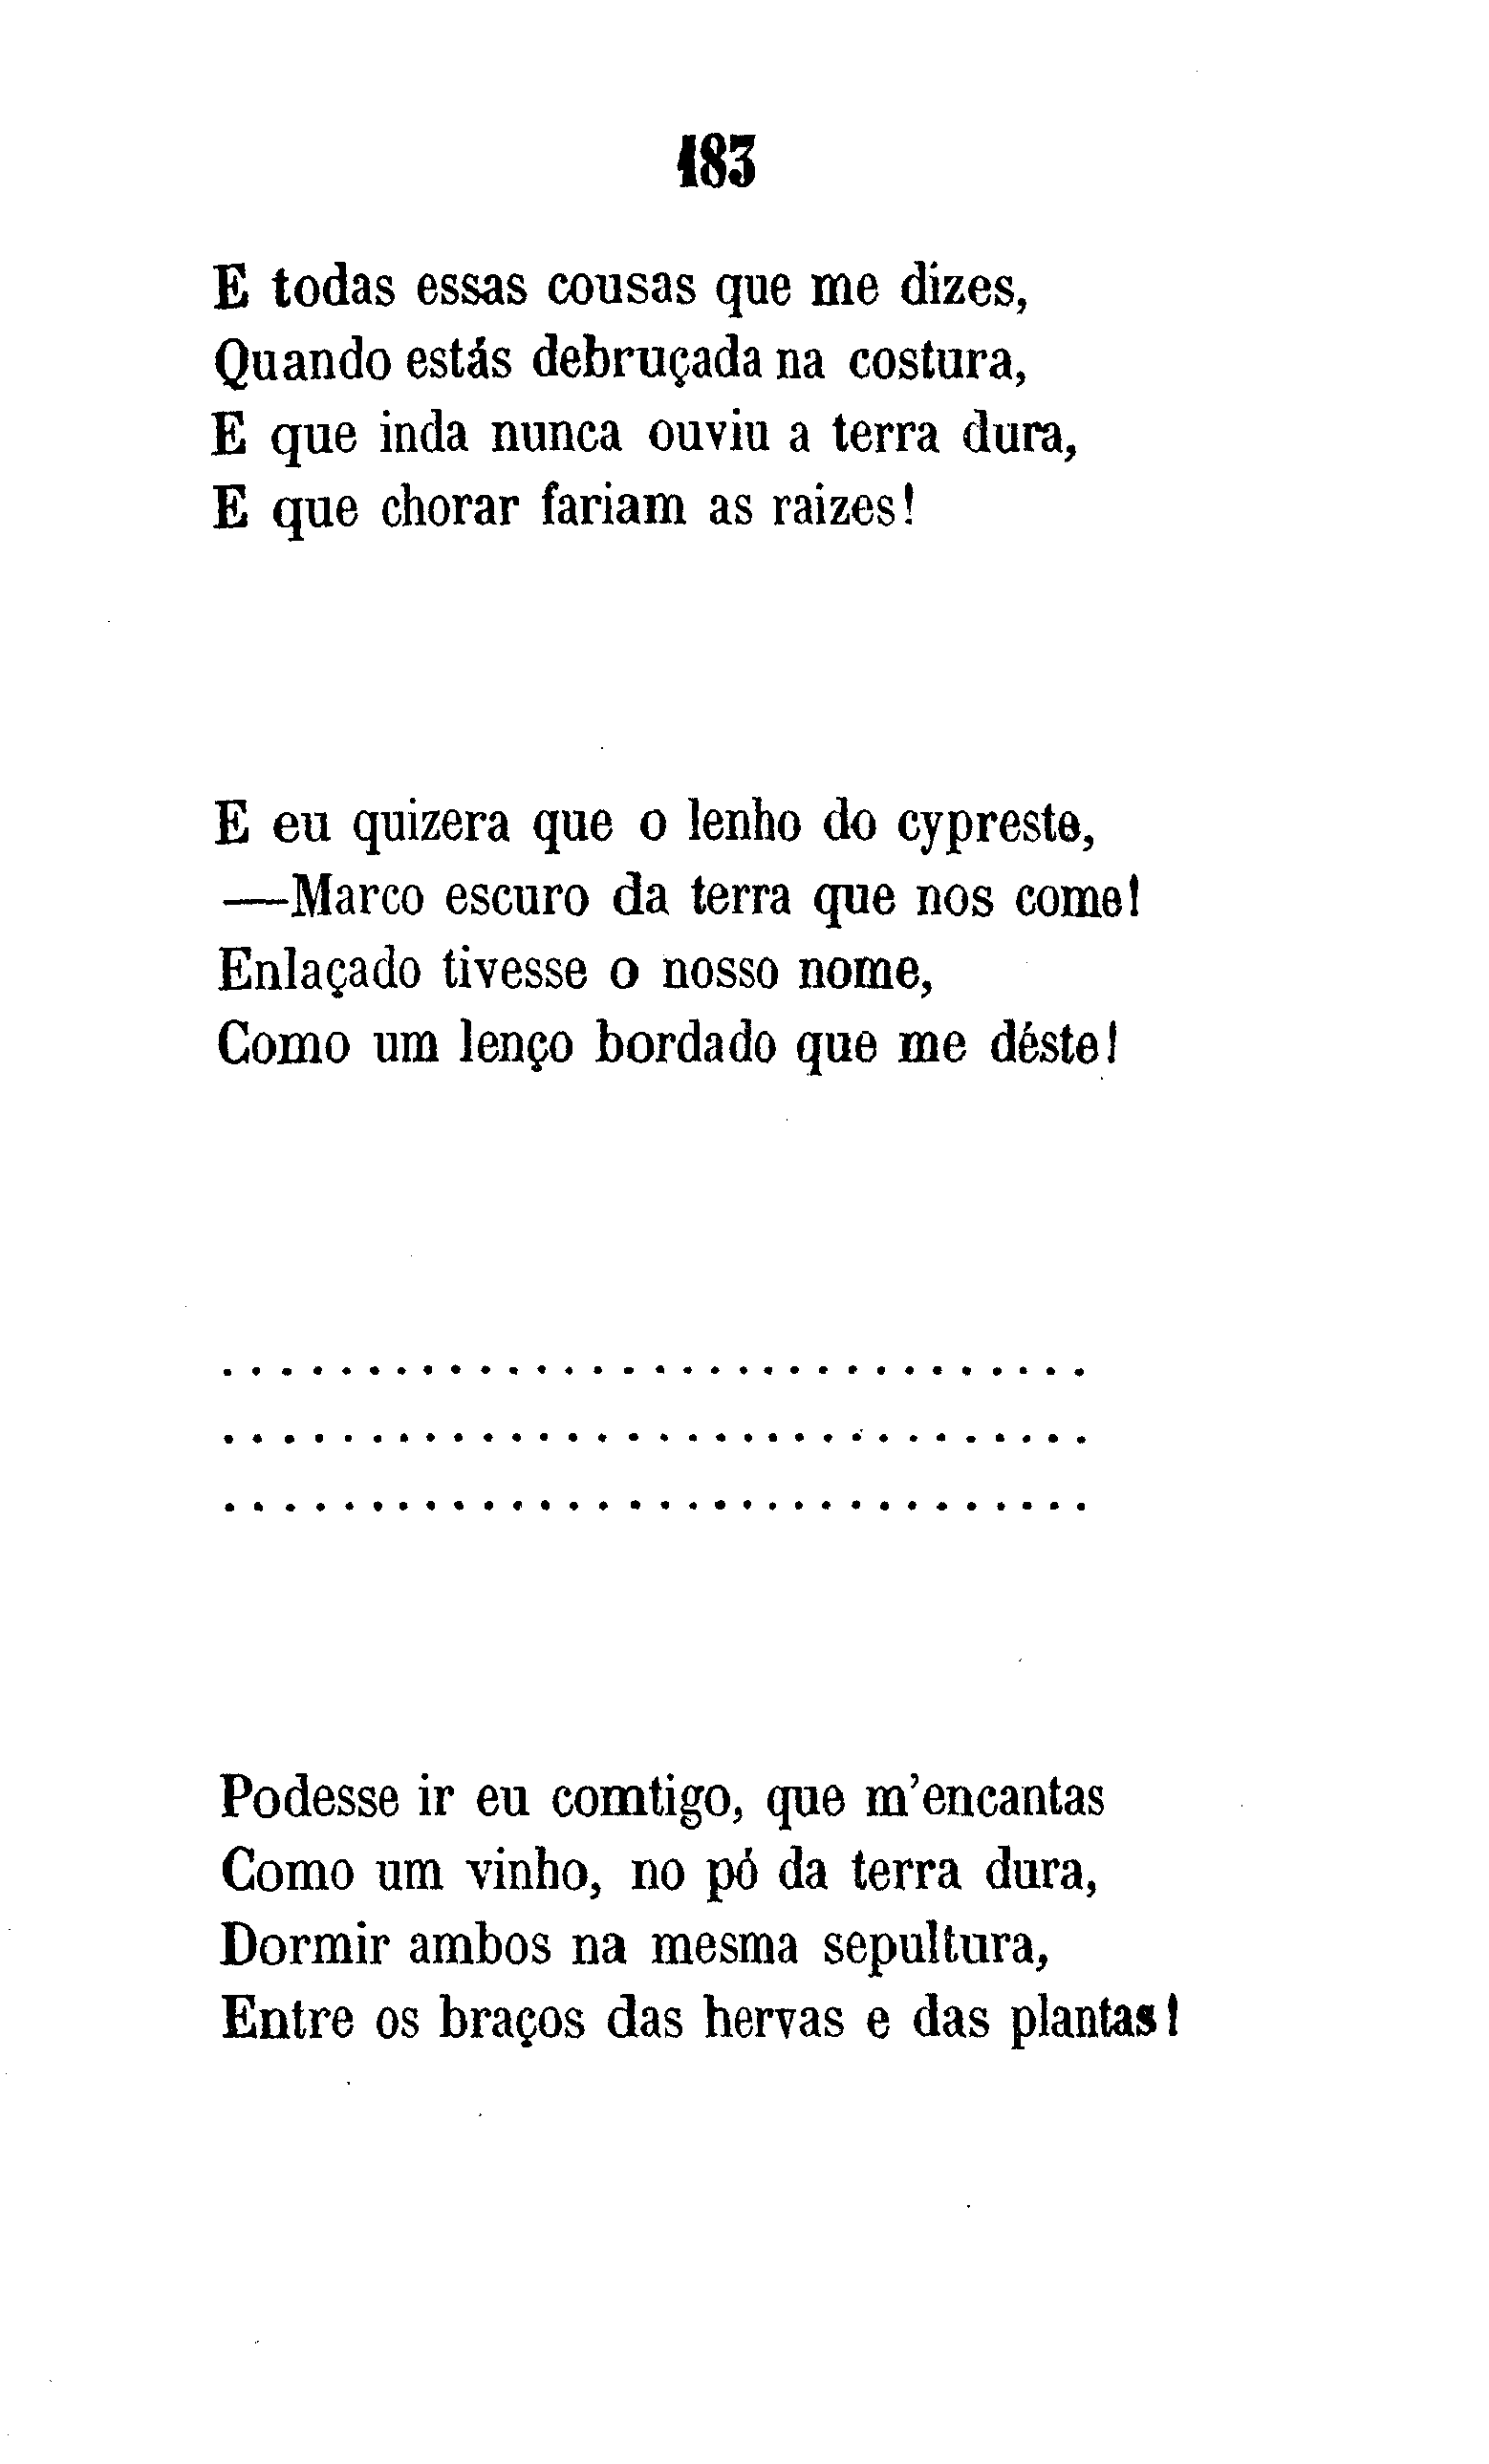 183
E todas essas cousas que me dizes,
Quando estás debruçada na costura,
E que inda nunca ouviu a terra dura,
E que chorar fariam as raizes!
E eu quizera que o lenho do cypreste,
—Marco escuro da terra que nos come!
Enlaçado tivesse o nosso nome,
Como um lenço bordado que me déste!
. . . . . . . . . . . . . . . . . . . . . . . . . . . . . . .
. . . . . . . . . . . . . . . . . . . . . . . . . . . . . . .
. . . . . . . . . . . . . . . . . . . . . . . . . . . . . . .
Podesse ir eu comtigo, que m'encantas
Como um vinho, no pó da terra dura,
Dormir ambos na mesma sepultura,
Entre os braços das hervas e das plantas!